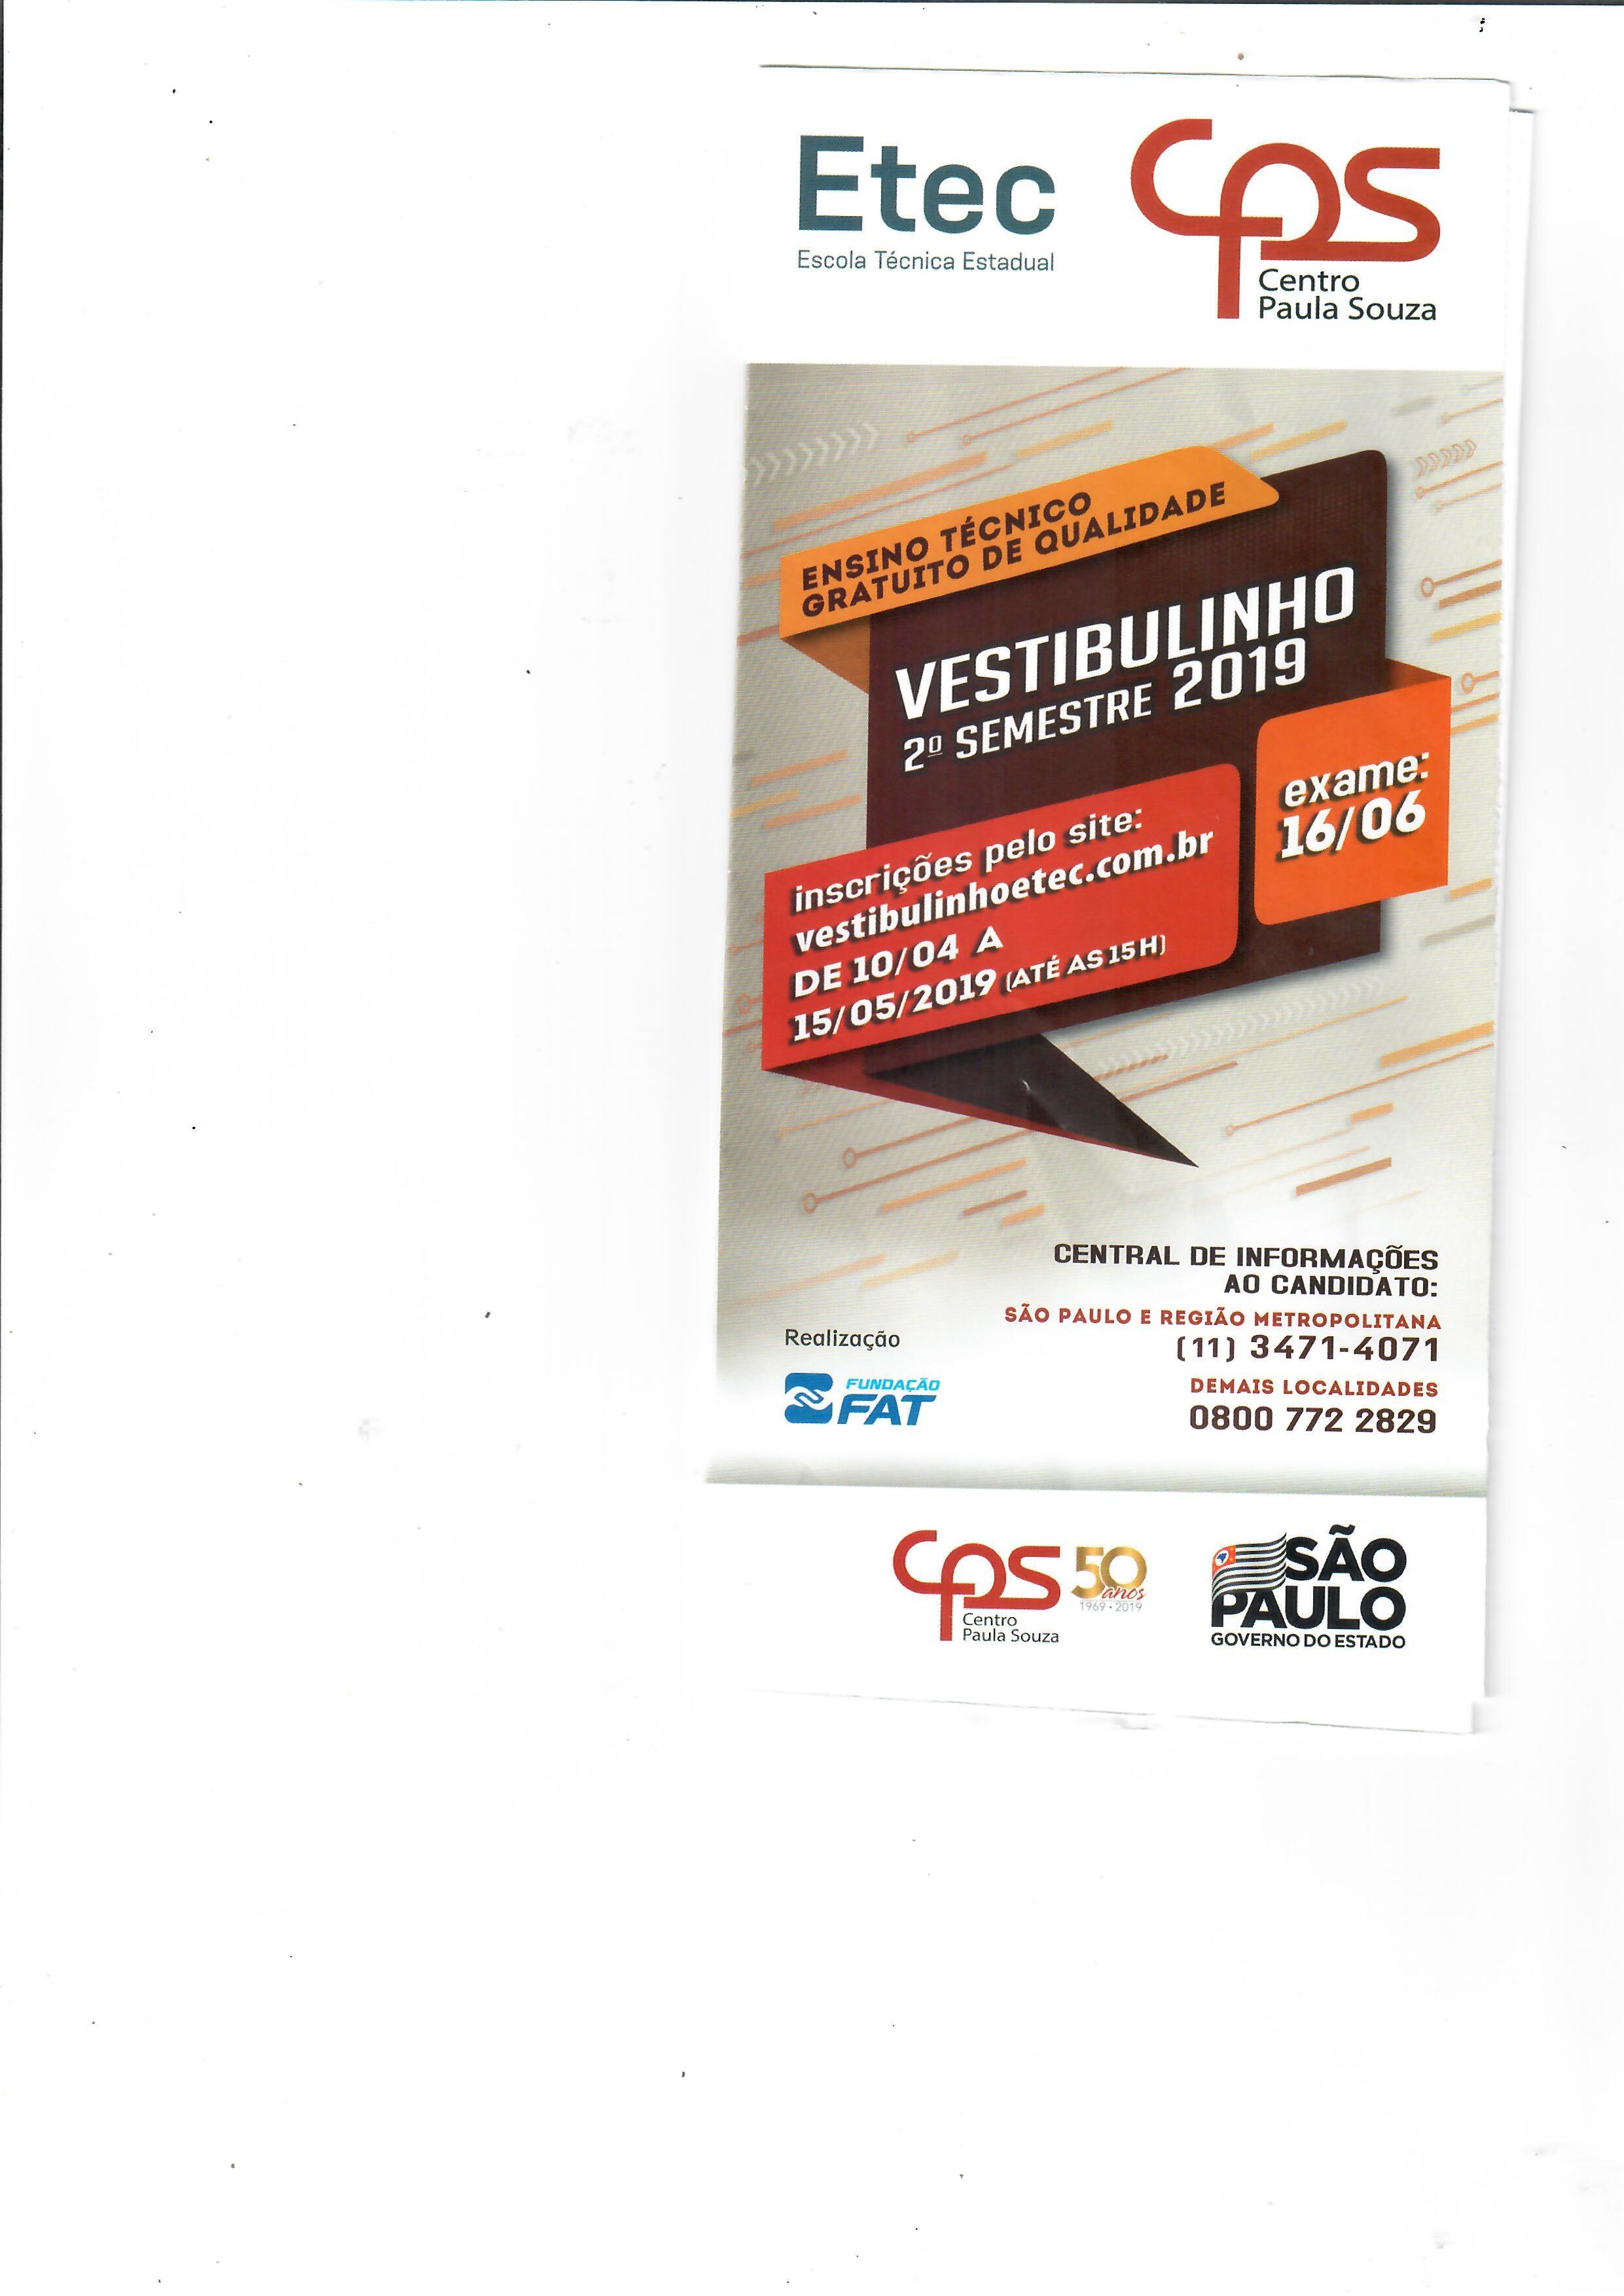 Etec
Escola Técnica Estadual
cps
Centro
Paula Souza
ENSINO TÉCNICO
GRATUITO DE QUALIDADE
VESTIBULINHO
2º SEMESTRE 2019
exame:
16/06
inscrições pelo site:
vestibulinhoetec.com.br
DE 10/04 A
15/05/2019 (ATÉ AS 15H)
CENTRAL DE INFORMAÇÕES
AO CANDIDATO:
SÃO PAULO E REGIÃO METROPOLITANA
(11) 3471-4071
DEMAIS LOCALIDADES
0800 772 2829
Realização
FUNDAÇÃO
FAT
cps
Centro
Paula Souza
50
anos
1969 • 2019
SÃO
PAULO
GOVERNO DO ESTADO